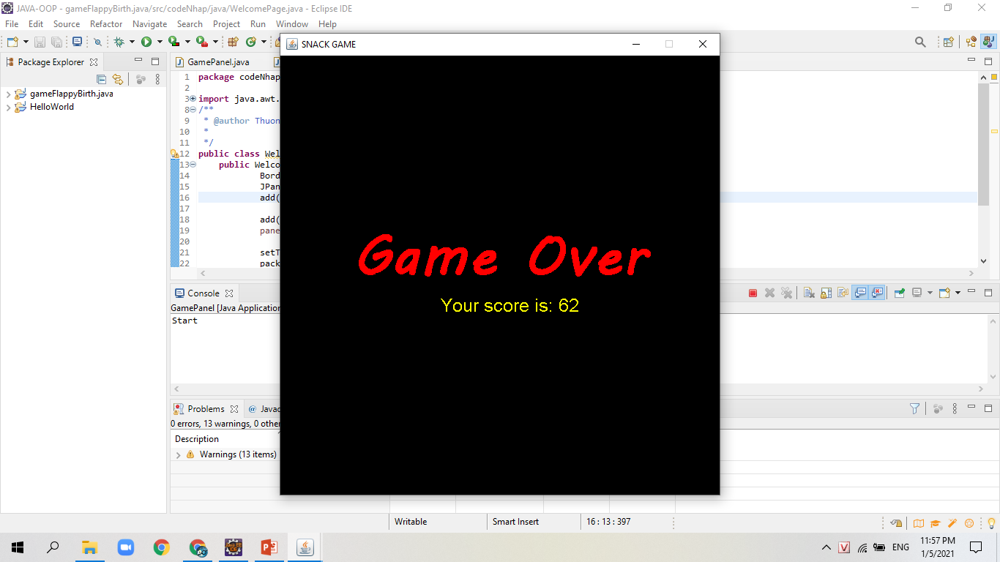 JAVA-OOP - gameFlappyBirth.java/src/codeNhap/java/WelcomePage.java - Eclipse IDE
File Edit Source Refactor Navigate Search Project Run Window Help
SNACK GAME
Package Explorer
gameFlappyBirth.java
HelloWorld
GamePanel.java
1 package codeNhap
2
3 import java.awt.
8 /**
9 * @author Thuon
10 *
11 */
12 public class Wel
13 public Welco
14 Bord
15 JPan
16 add(
17
18 add(
19 pane
20
21 setT
22 pack
Game Over
Your score is: 62
Console
GamePanel [Java Application
Start
Problems
@ Javad
0 errors, 13 warnings, 0 other
Description
Warnings (13 items)
Writable Smart Insert 16 : 13 : 397
ENG
11:57 PM
1/5/2021